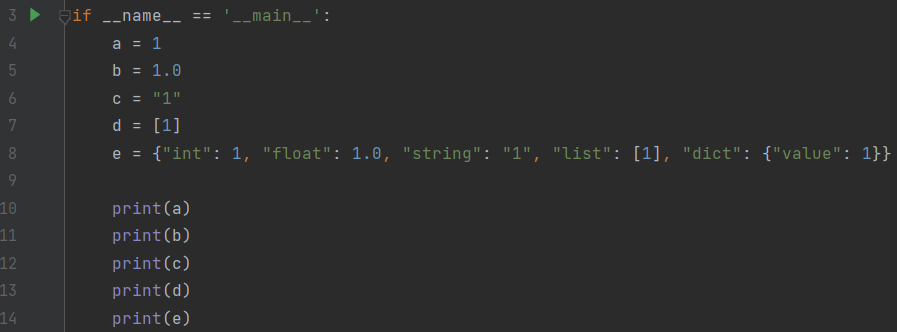 3 if __name__ == '__main__':
4     a = 1
5     b = 1.0
6     c = "1"
7     d = [1]
8     e = {"int": 1, "float": 1.0, "string": "1", "list": [1], "dict": {"value": 1}}
9
10     print(a)
11     print(b)
12     print(c)
13     print(d)
14     print(e)